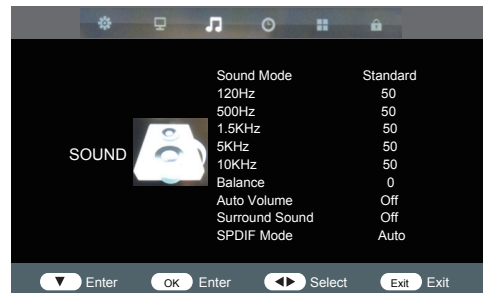 Sound Mode Standard
120Hz 50
500Hz 50
1.5KHz 50
5KHz 50
10KHz 50
Balance 0
Auto Volume Off
Surround Sound Off
SPDIF Mode Auto
SOUND
▼ Enter OK Enter ◀▶ Select Exit Exit